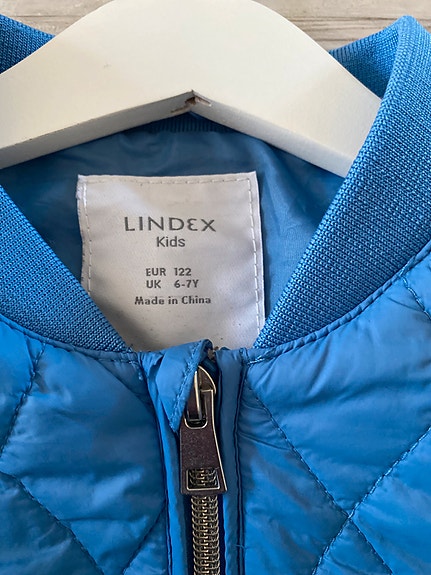 LINDEX
Kids
EUR 122
UK 6-7Y
Made in China